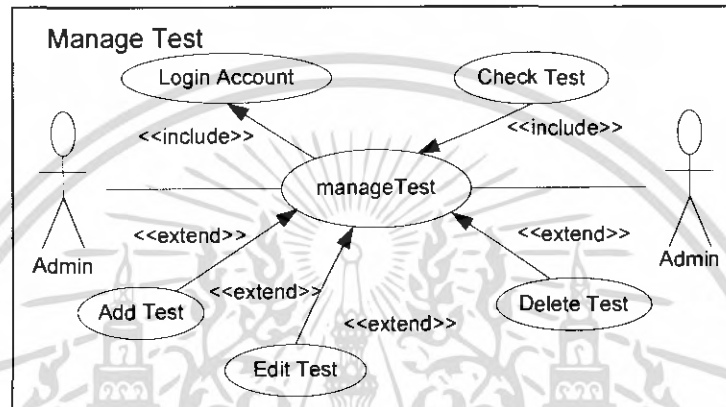 Manage Test
Login Account
Check Test
<<include>>
<<include>>
manageTest
<<extend>>
<<extend>>
Admin
Admin
<<extend>>
Add Test
Delete Test
<<extend>>
Edit Test